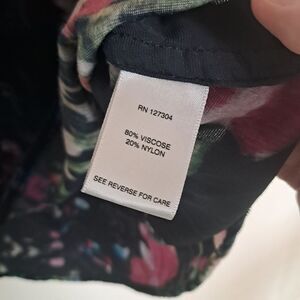 RN 127304
80% VISCOSE
20% NYLON
SEE REVERSE FOR CARE